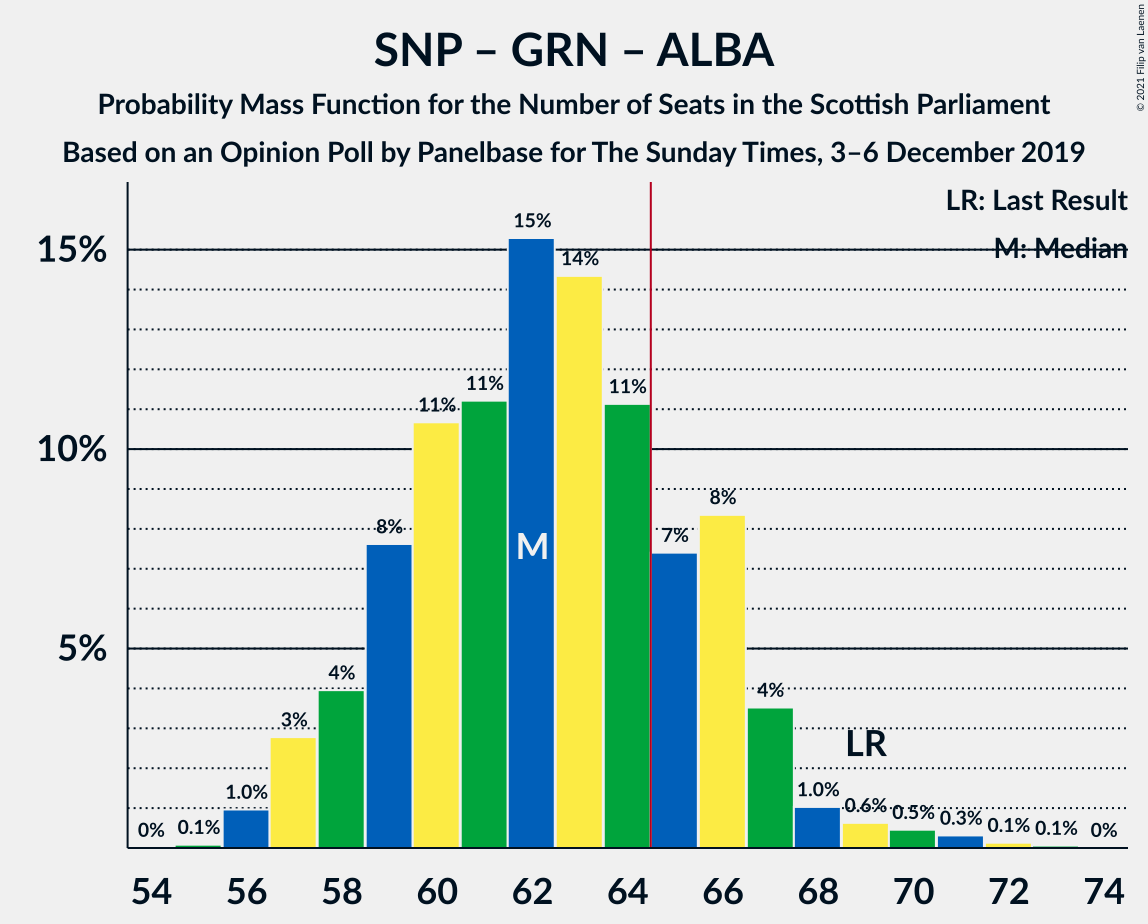 SNP – GRN – ALBA
Probability Mass Function for the Number of Seats in the Scottish Parliament
Based on an Opinion Poll by Panelbase for The Sunday Times, 3–6 December 2019
© 2021 Filip van Laenen
LR: Last Result
M: Median
15%
10%
5%
0%
0.1%
1.0%
3%
4%
8%
11%
11%
15%
14%
11%
7%
8%
4%
1.0%
0.6%
0.5%
0.3%
0.1%
0.1%
0%
M
LR
54 56 58 60 62 64 66 68 70 72 74